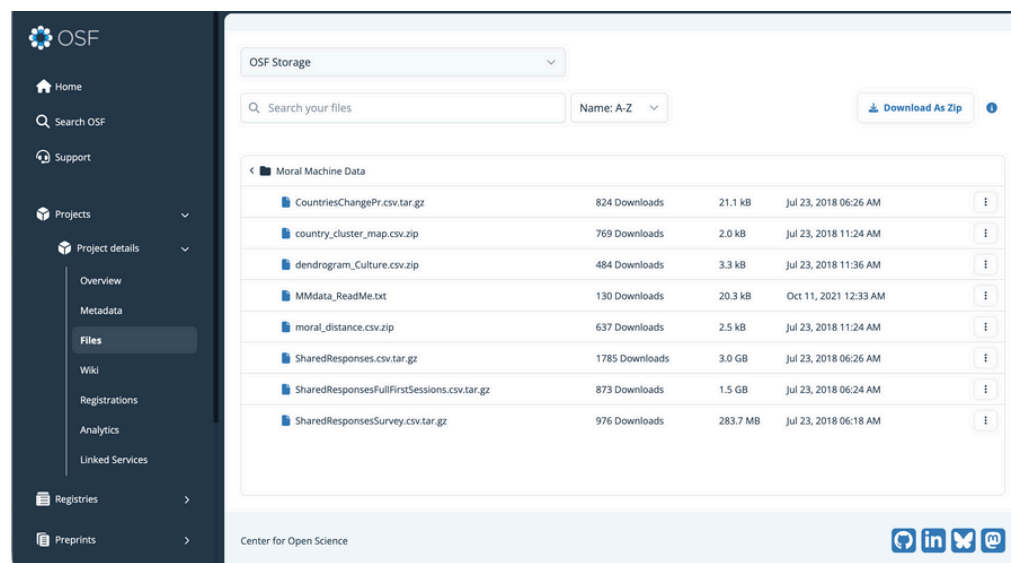 OSF
Home
Search OSF
Support
Projects
Project details
Overview
Metadata
Files
Wiki
Registrations
Analytics
Linked Services
Registries
Preprints
OSF Storage
Search your files
Name: A-Z
Download As Zip
Moral Machine Data
CountriesChangePr.csv.tar.gz 824 Downloads 21.1 kB Jul 23, 2018 06:26 AM
country_cluster_map.csv.zip 769 Downloads 2.0 kB Jul 23, 2018 11:24 AM
dendrogram_Culture.csv.zip 484 Downloads 3.3 kB Jul 23, 2018 11:36 AM
MMdata_ReadMe.txt 130 Downloads 20.3 kB Oct 11, 2021 12:33 AM
moral_distance.csv.zip 637 Downloads 2.5 kB Jul 23, 2018 11:24 AM
SharedResponses.csv.tar.gz 1785 Downloads 3.0 GB Jul 23, 2018 06:26 AM
SharedResponsesFullFirstSessions.csv.tar.gz 873 Downloads 1.5 GB Jul 23, 2018 06:24 AM
SharedResponsesSurvey.csv.tar.gz 976 Downloads 283.7 MB Jul 23, 2018 06:18 AM
Center for Open Science